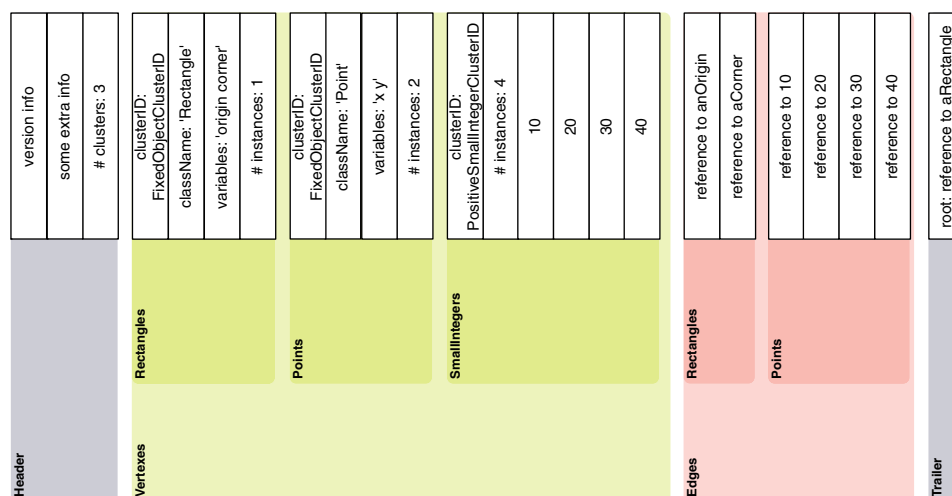 Header
version info
some extra info
# clusters: 3
Vertexes
Rectangles
clusterID:
FixedObjectClusterID
className: 'Rectangle'
variables: 'origin corner'
# instances: 1
Points
clusterID:
FixedObjectClusterID
className: 'Point'
variables: 'x y'
# instances: 2
SmallIntegers
clusterID:
PositiveSmallIntegerClusterID
# instances: 4
10
20
30
40
Edges
Rectangles
reference to anOrigin
reference to aCorner
Points
reference to 10
reference to 20
reference to 30
reference to 40
Trailer
root: reference to aRectangle